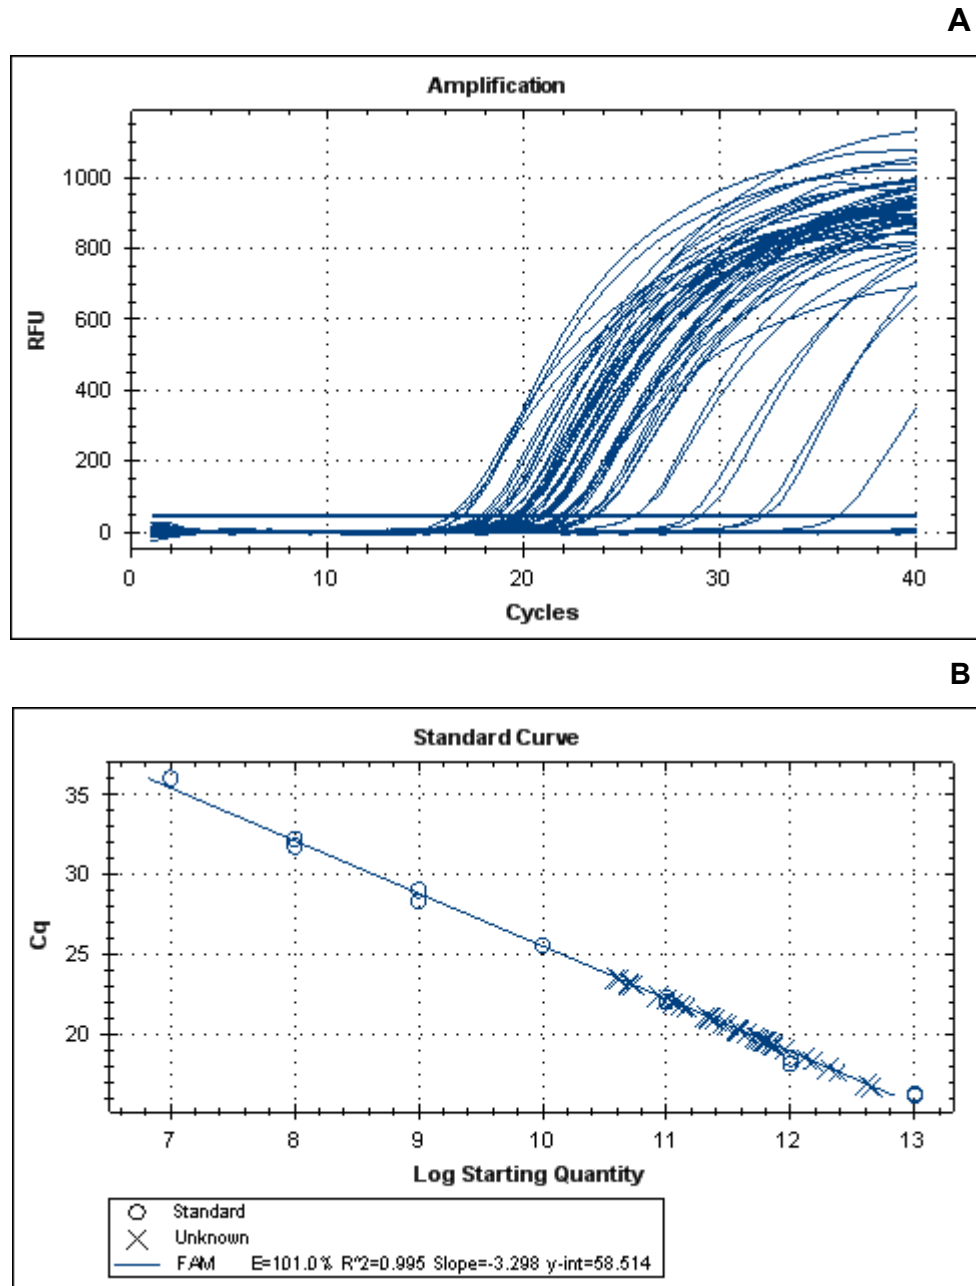 A
Amplification
1000
800
600
400
200
0
RFU
0 10 20 30 40
Cycles
B
Standard Curve
35
30
25
20
Cq
7 8 9 10 11 12 13
Log Starting Quantity
Standard
Unknown
FAM E=101.0% R^2=0.995 Slope=-3.298 y-int=58.514